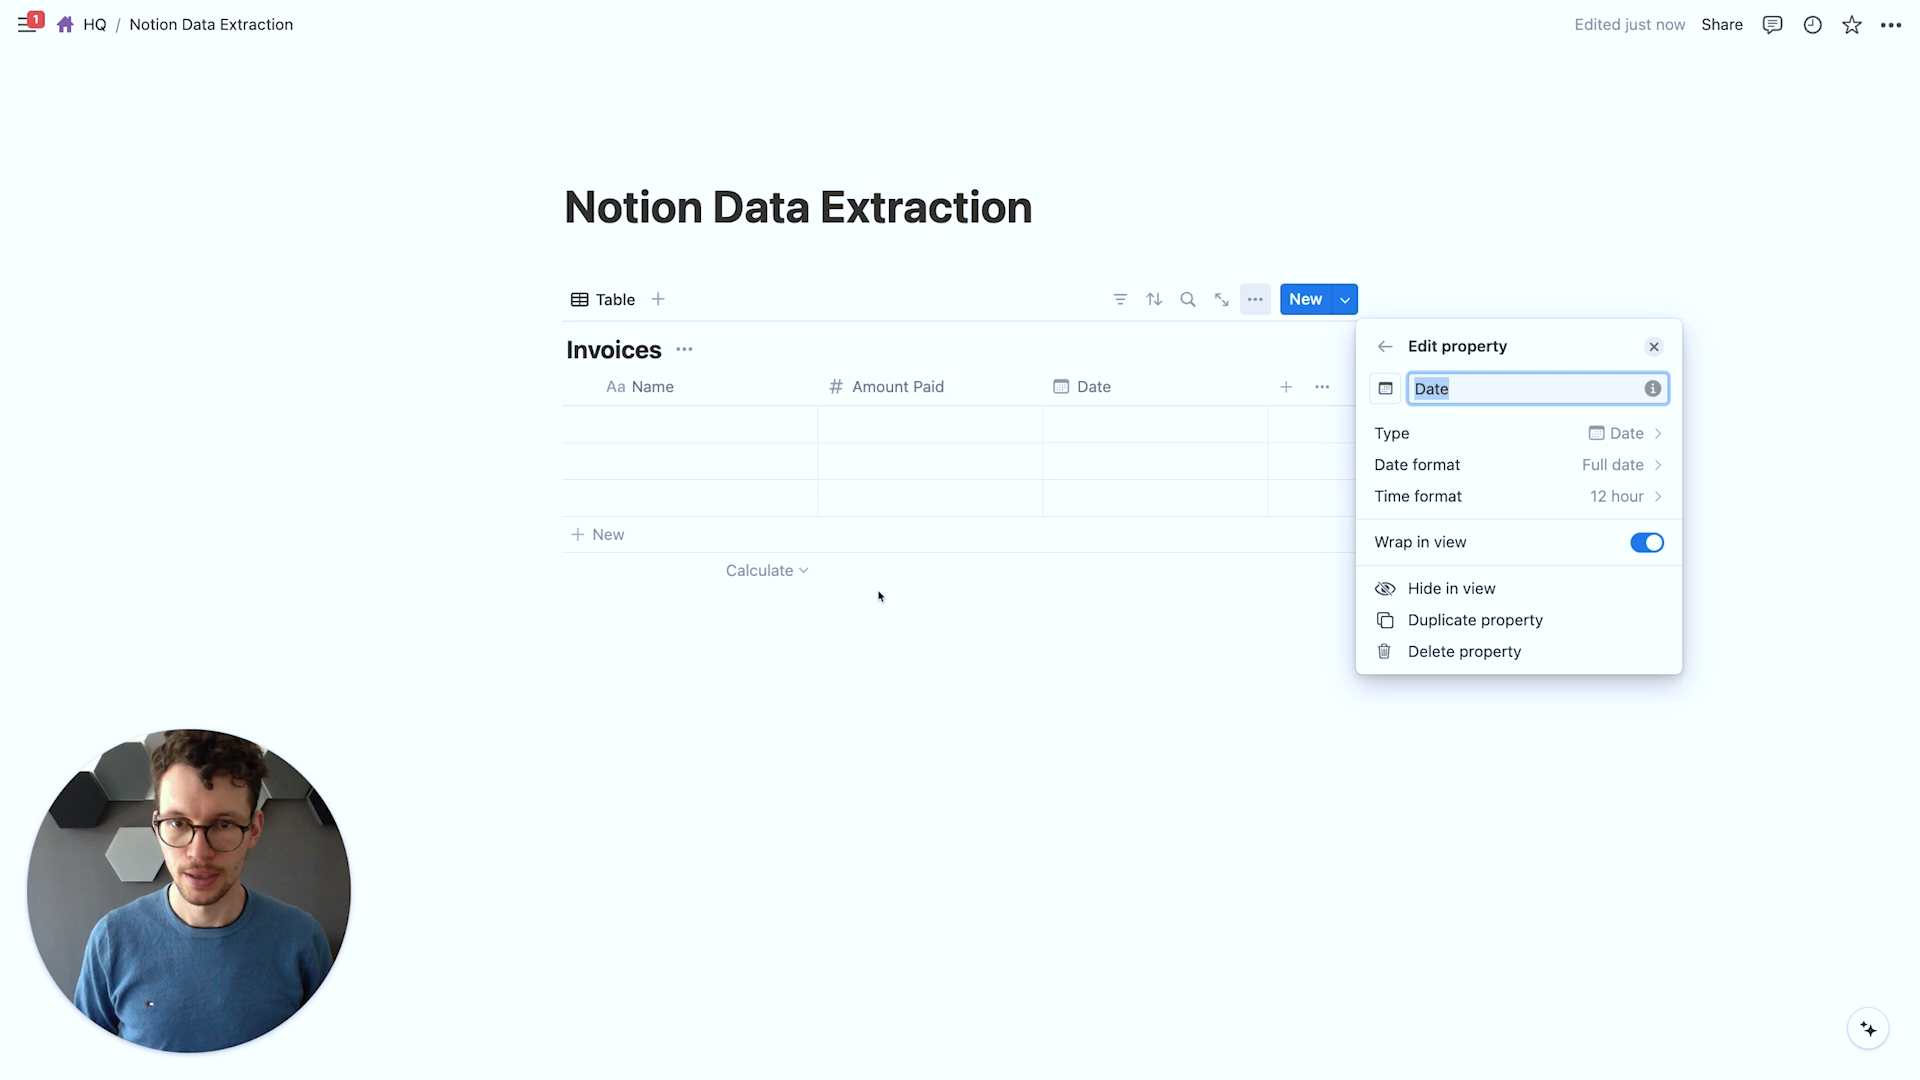 1 HQ / Notion Data Extraction Edited just now Share
Notion Data Extraction
Table New
Invoices
Aa Name # Amount Paid Date
New
Calculate
Edit property
Date
Type Date
Date format Full date
Time format 12 hour
Wrap in view
Hide in view
Duplicate property
Delete property